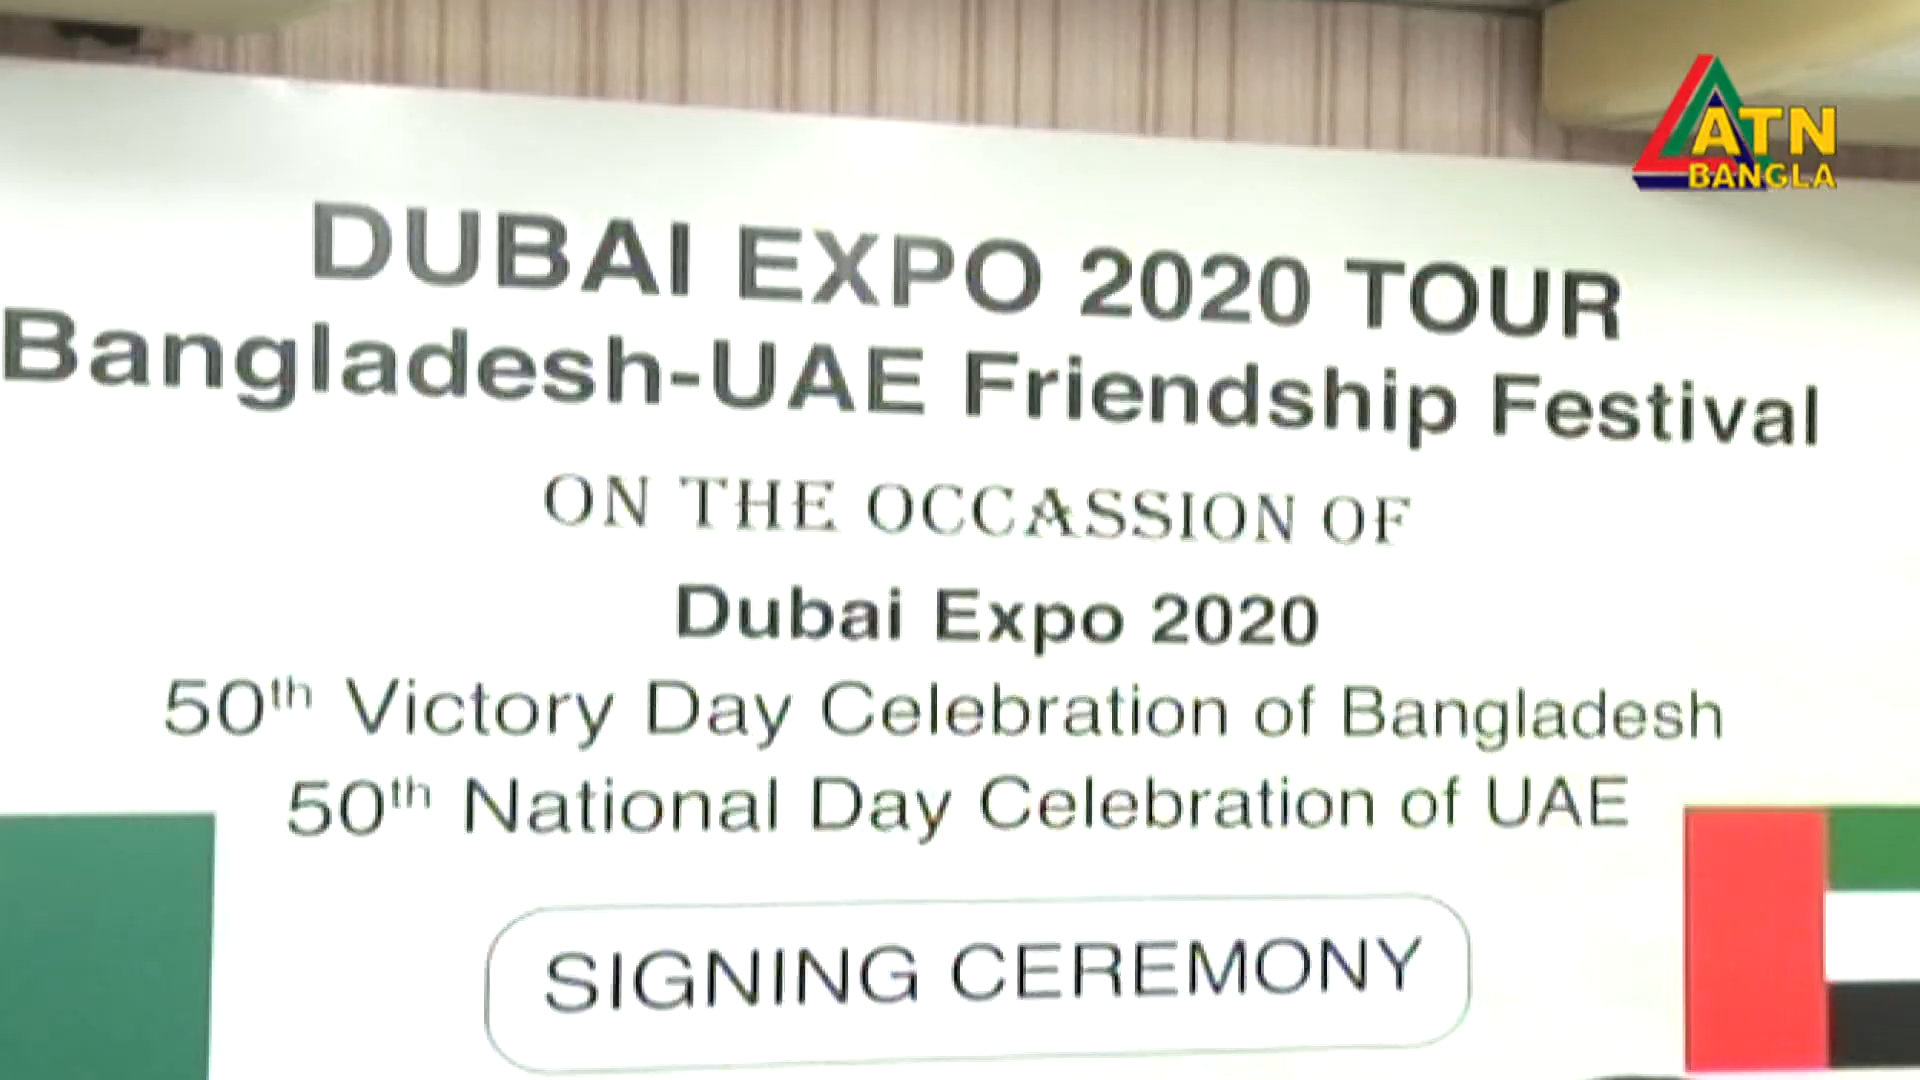 ATN
BANGLA
DUBAI EXPO 2020 TOUR
Bangladesh-UAE Friendship Festival
ON THE OCCASSION OF
Dubai Expo 2020
50th Victory Day Celebration of Bangladesh
50th National Day Celebration of UAE
SIGNING CEREMONY